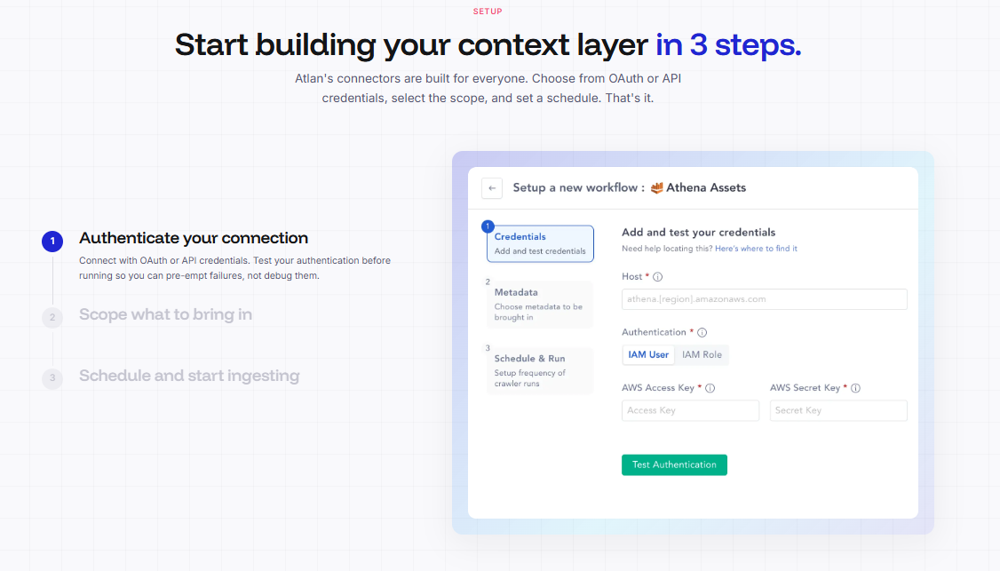 SETUP
Start building your context layer in 3 steps.
Atlan's connectors are built for everyone. Choose from OAuth or API
credentials, select the scope, and set a schedule. That's it.
1
Authenticate your connection
Connect with OAuth or API credentials. Test your authentication before
running so you can pre-empt failures, not debug them.
2
Scope what to bring in
3
Schedule and start ingesting
Setup a new workflow : Athena Assets
1
Credentials
Add and test credentials
2
Metadata
Choose metadata to be
brought in
3
Schedule & Run
Setup frequency of
crawler runs
Add and test your credentials
Need help locating this? Here's where to find it
Host *
athena.[region].amazonaws.com
Authentication *
IAM User IAM Role
AWS Access Key * AWS Secret Key *
Access Key Secret Key
Test Authentication